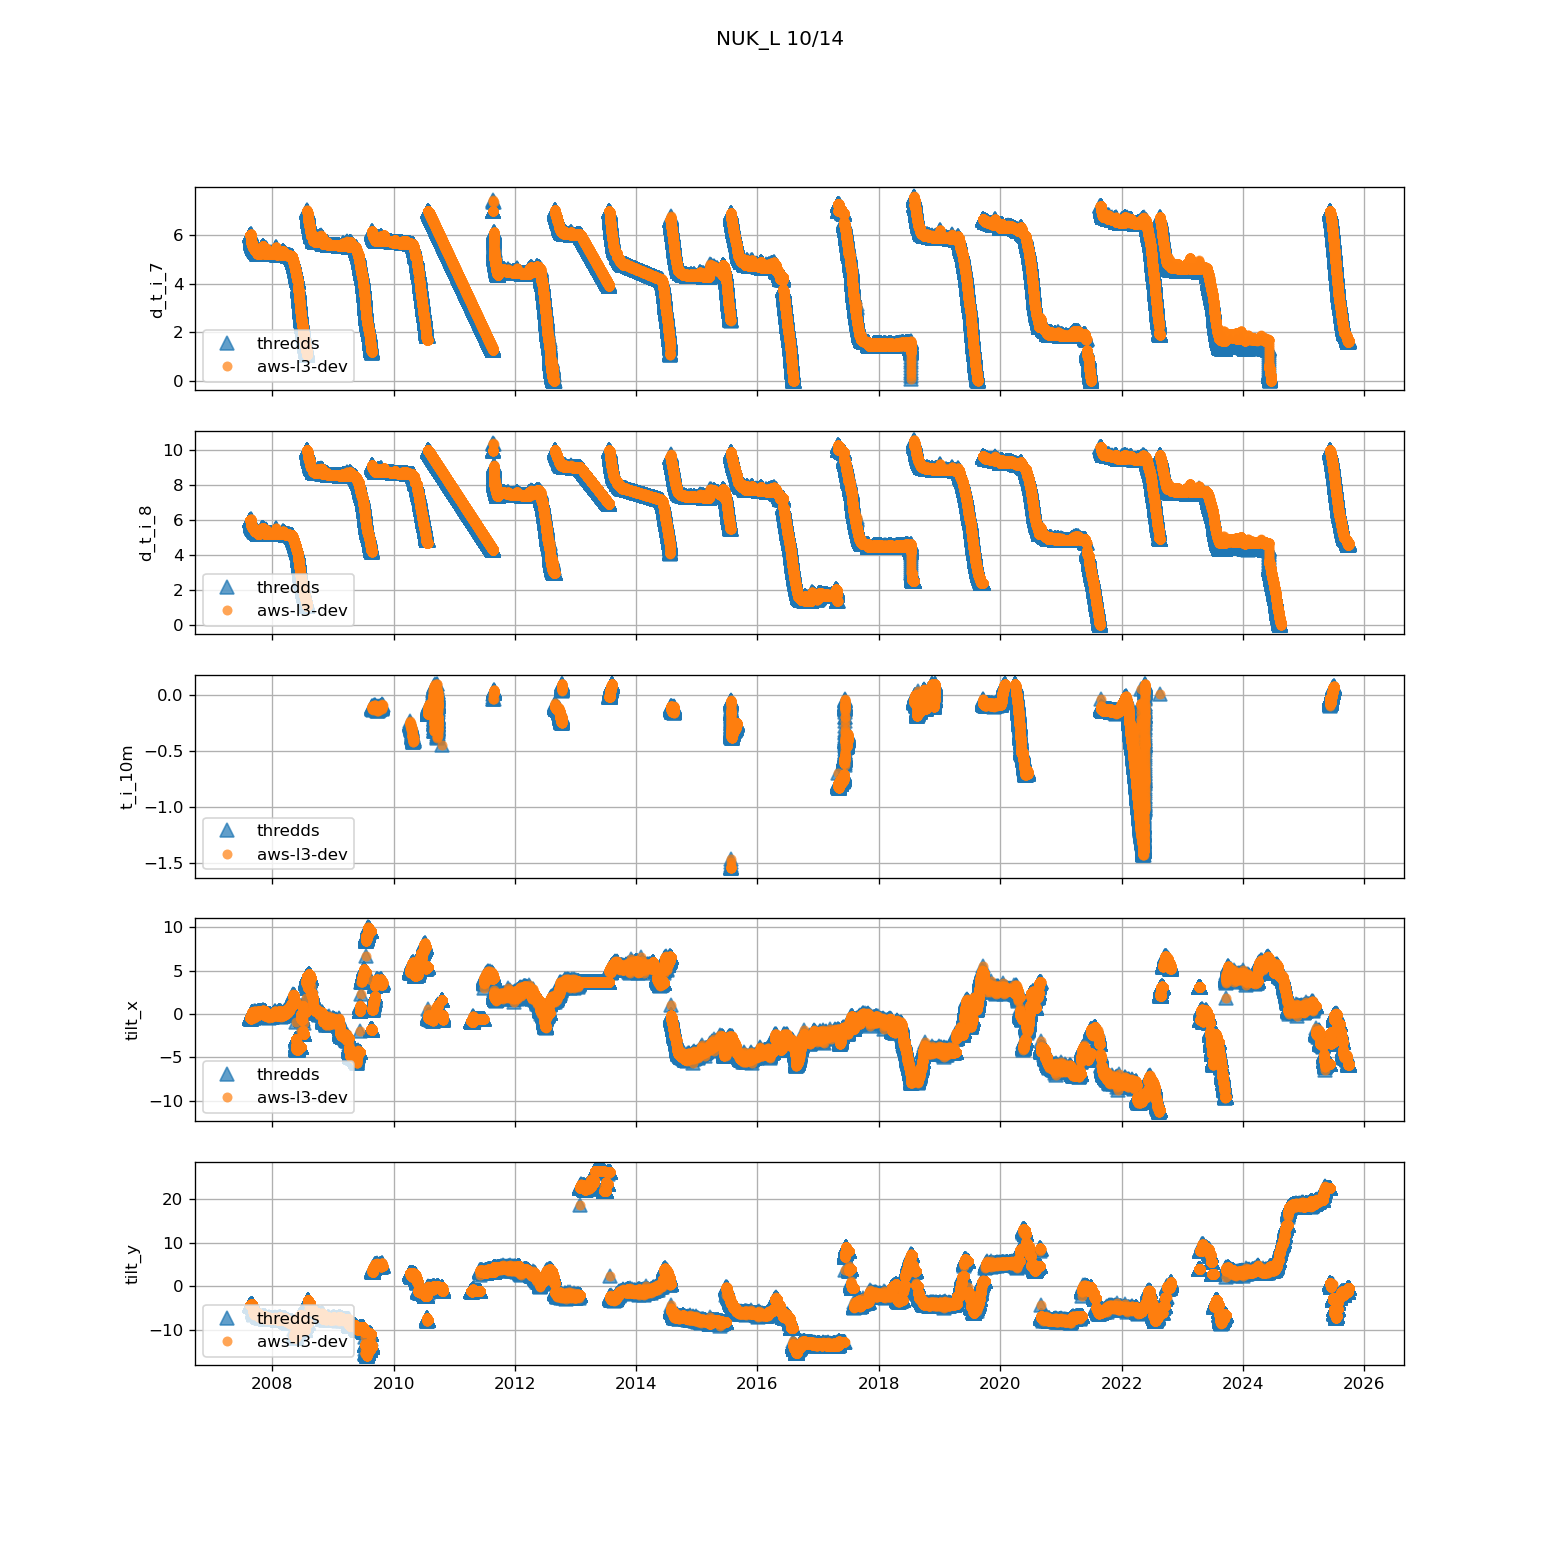 NUK_L 10/14
6
4
2
0
d_t_i_7
thredds
aws-l3-dev
10
8
6
4
2
0
d_t_i_8
thredds
aws-l3-dev
0.0
−0.5
−1.0
−1.5
t_i_10m
thredds
aws-l3-dev
10
5
0
−5
−10
tilt_x
thredds
aws-l3-dev
20
10
0
−10
tilt_y
thredds
aws-l3-dev
2008 2010 2012 2014 2016 2018 2020 2022 2024 2026